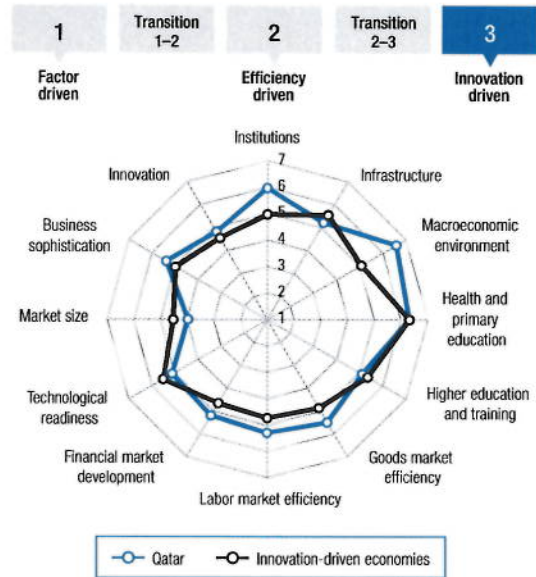 1
Transition
1–2
2
Transition
2–3
3
Factor
driven
Efficiency
driven
Innovation
driven
Institutions
Innovation
Infrastructure
Business
sophistication
Macroeconomic
environment
Market size
Health and
primary
education
Technological
readiness
Higher education
and training
Financial market
development
Goods market
efficiency
Labor market efficiency
7
6
5
4
3
2
1
Qatar
Innovation-driven economies